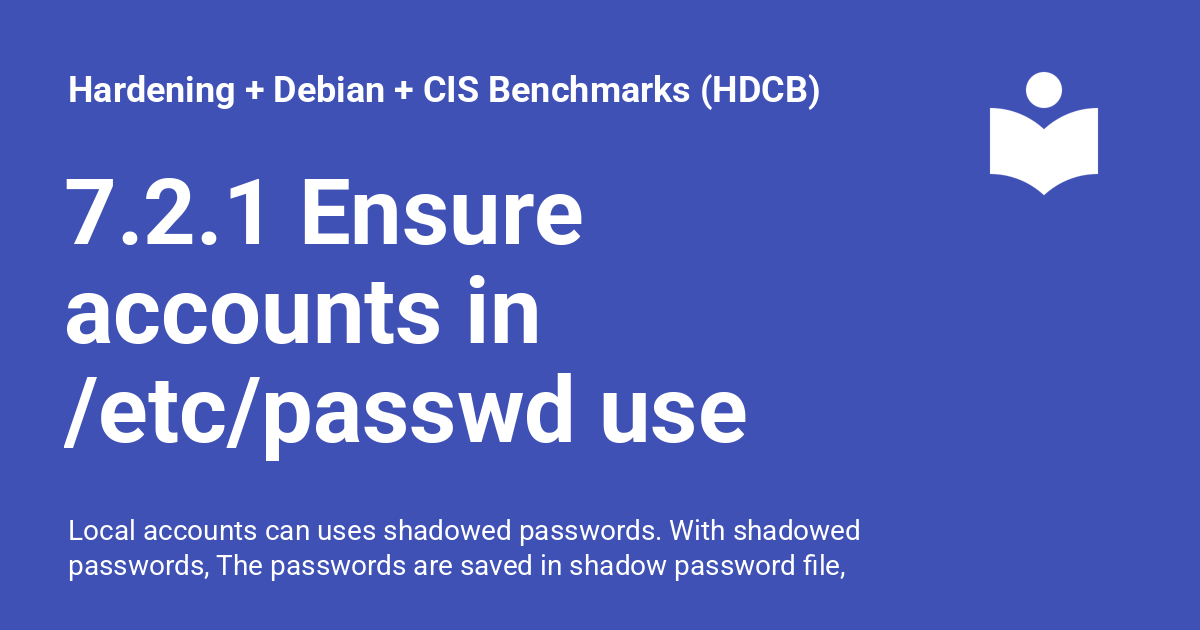 Hardening + Debian + CIS Benchmarks (HDCB)
7.2.1 Ensure
accounts in
/etc/passwd use
Local accounts can uses shadowed passwords. With shadowed
passwords, The passwords are saved in shadow password file,